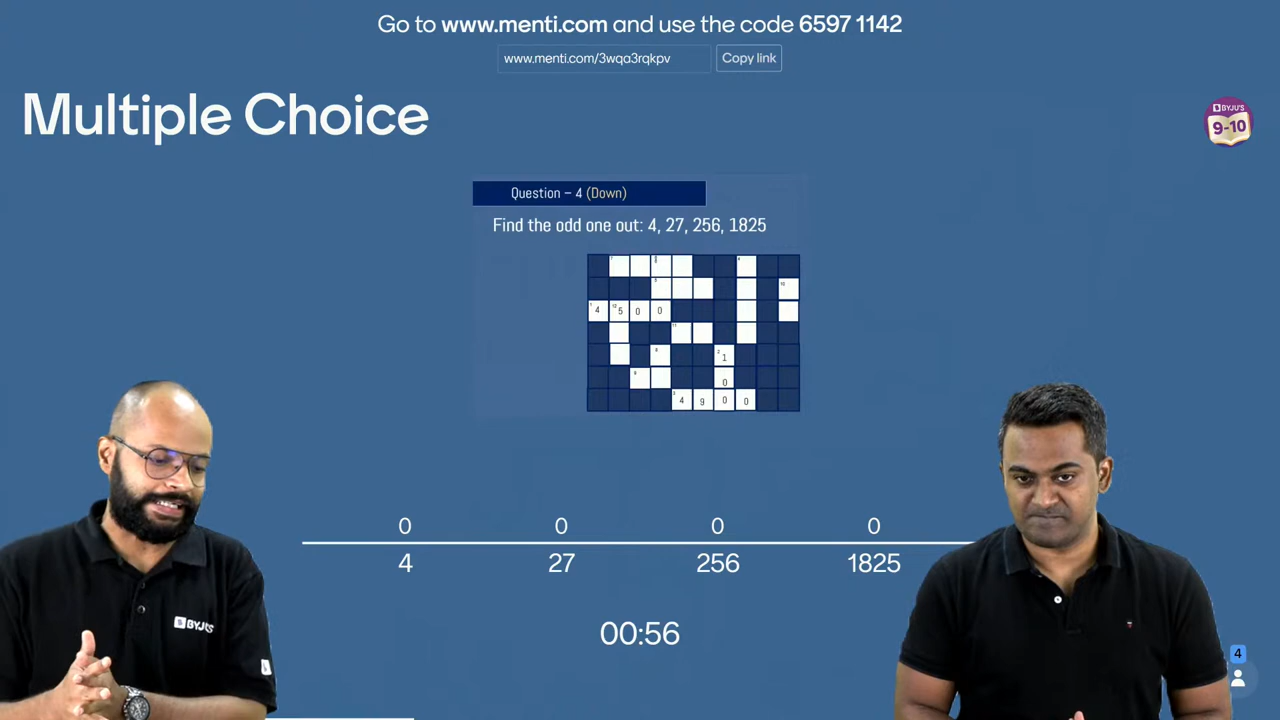 Go to www.menti.com and use the code 6597 1142
www.menti.com/3wqa3rqkpv
Copy link
Multiple Choice
BYJU'S
9-10
Question – 4 (Down)
Find the odd one out: 4, 27, 256, 1825
4 5 0 0
1
0
4 9 0 0
0 0 0 0
4 27 256 1825
00:56
BYJU'S
4